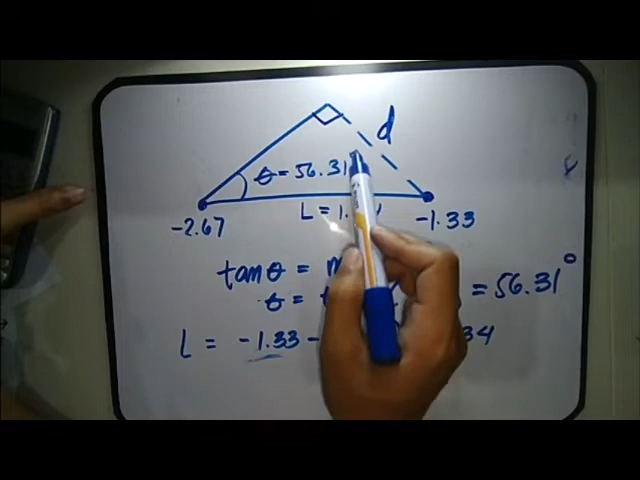 d
θ = 56.31
L = 1.
-2.67
-1.33
tanθ = m
θ = = 56.31°
L = -1.33 - 34